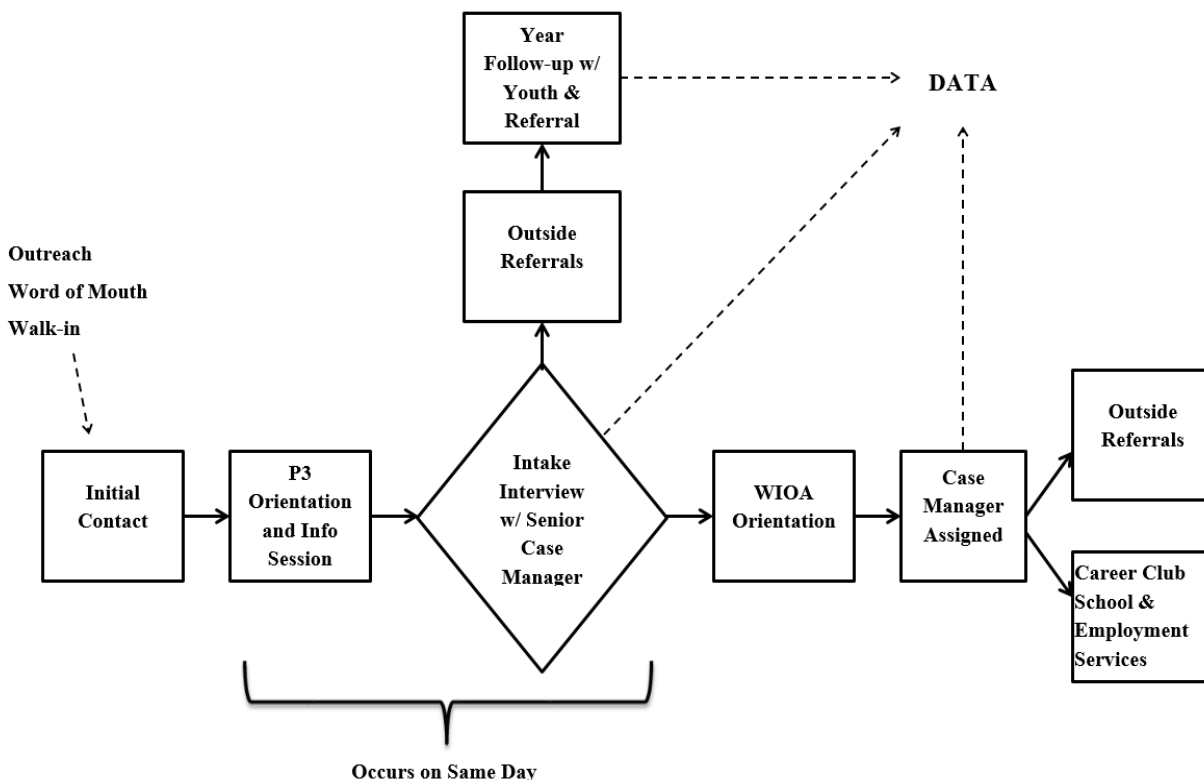 Year
Follow-up w/
Youth &
Referral
DATA
Outside
Referrals
Outreach
Word of Mouth
Walk-in
Initial
Contact
P3
Orientation
and Info
Session
Intake
Interview
w/ Senior
Case
Manager
WIOA
Orientation
Case
Manager
Assigned
Outside
Referrals
Career Club
School &
Employment
Services
Occurs on Same Day